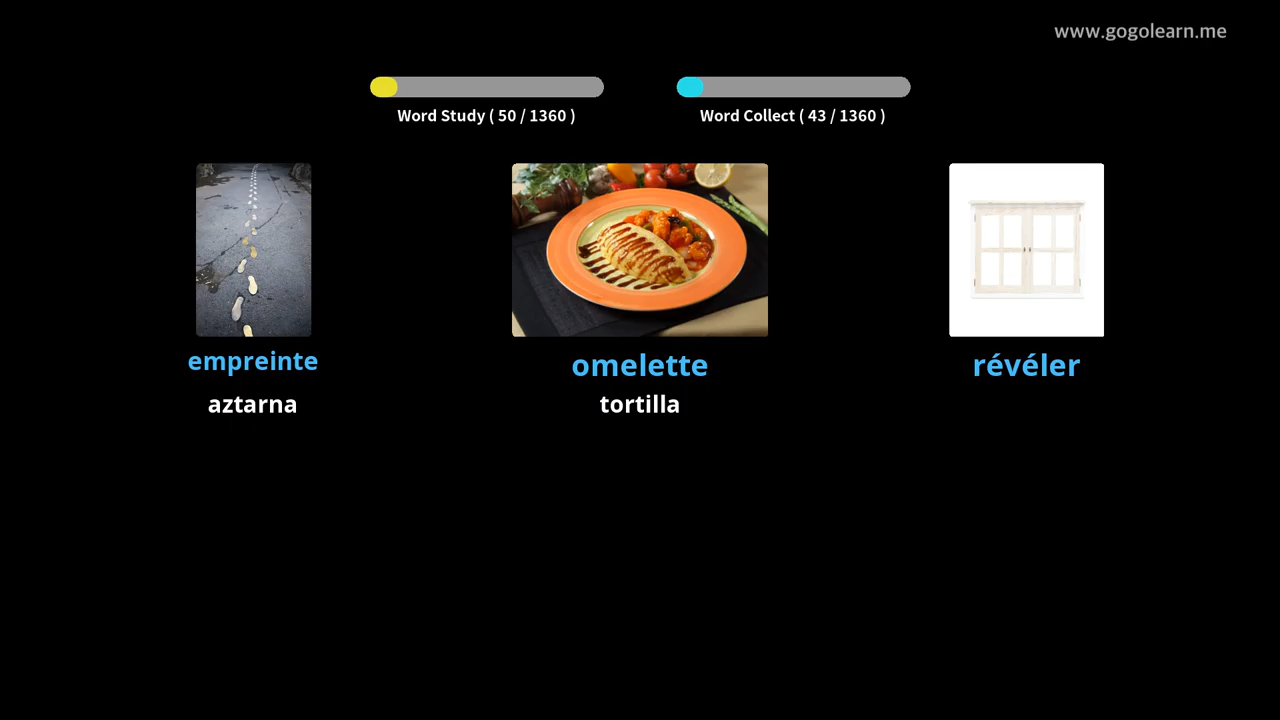 www.gogolearn.me
Word Study ( 50 / 1360 )
Word Collect ( 43 / 1360 )
empreinte
omelette
révéler
aztarna
tortilla